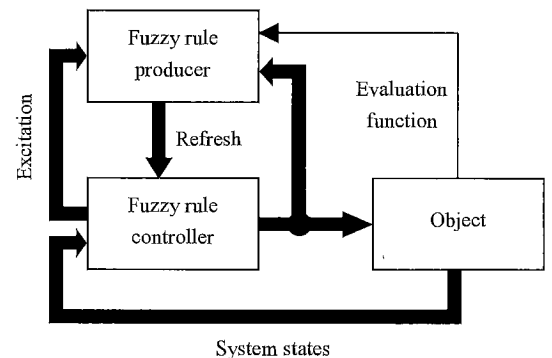 Fuzzy rule
producer
Evaluation
function
Excitation
Refresh
Fuzzy rule
controller
Object
System states